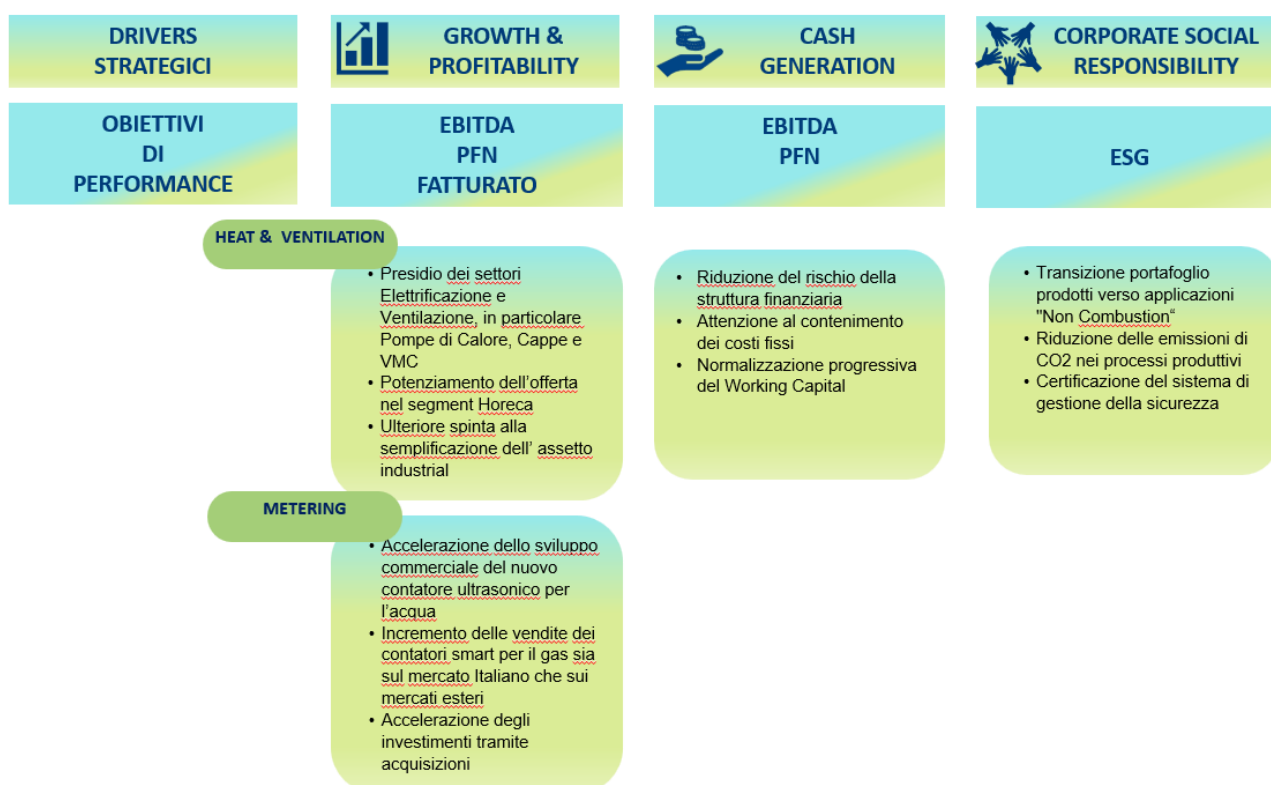 DRIVERS
STRATEGICI
GROWTH &
PROFITABILITY
CASH
GENERATION
CORPORATE SOCIAL
RESPONSIBILITY
OBIETTIVI
DI
PERFORMANCE
EBITDA
PFN
FATTURATO
EBITDA
PFN
ESG
HEAT &  VENTILATION
• Presidio dei settori
Elettrificazione e
Ventilazione, in particolare
Pompe di Calore, Cappe e
VMC
• Potenziamento dell'offerta
nel segment Horeca
• Ulteriore spinta alla
semplificazione dell' assetto
industrial
• Riduzione del rischio della
struttura finanziaria
• Attenzione al contenimento
dei costi fissi
• Normalizzazione progressiva
del Working Capital
• Transizione portafoglio
prodotti verso applicazioni
"Non Combustion“
• Riduzione delle emissioni di
CO2 nei processi produttivi
• Certificazione del sistema di
gestione della sicurezza
METERING
• Accelerazione dello sviluppo
commerciale del nuovo
contatore ultrasonico per
l'acqua
• Incremento delle vendite dei
contatori smart per il gas sia
sul mercato Italiano che sui
mercati esteri
• Accelerazione degli
investimenti tramite
acquisizioni